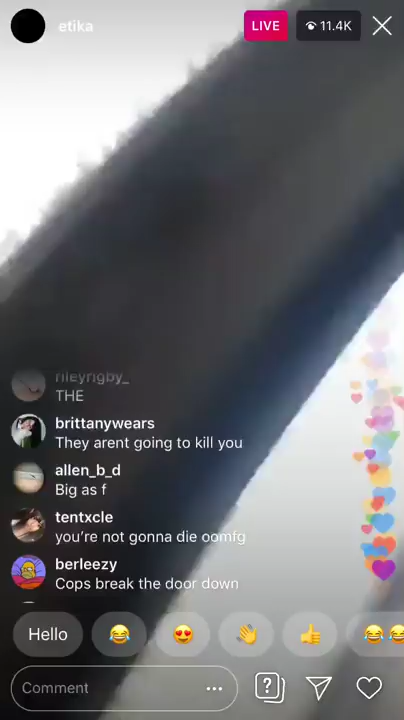 etika
LIVE
11.4K
rileyrigby_
THE
brittanywears
They arent going to kill you
allen_b_d
Big as f
tentxcle
you're not gonna die oomfg
berleezy
Cops break the door down
Hello
Comment